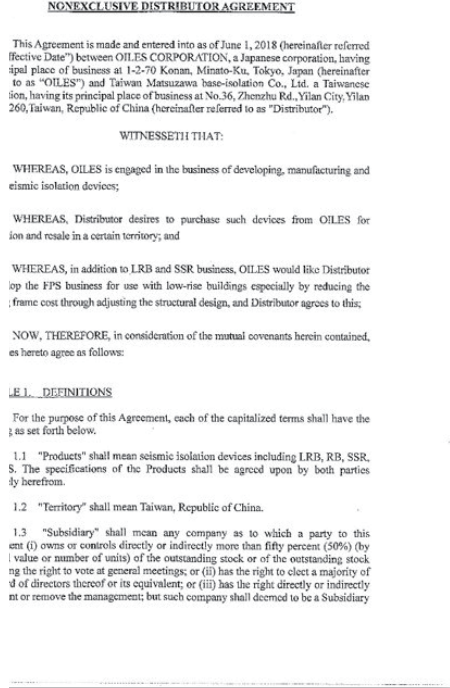 NONEXCLUSIVE DISTRIBUTOR AGREEMENT
This Agreement is made and entered into as of June 1, 2018 (hereinafter referred
ffective Date") between OILES CORPORATION, a Japanese corporation, having
ipal place of business at 1-2-70 Konan, Minato-Ku, Tokyo, Japan (hereinafter
to as "OILES") and Taiwan Matsuzawa base-isolation Co., Ltd. a Taiwanese
ion, having its principal place of business at No.36, Zhenzhu Rd., Yilan City, Yilan
260, Taiwan, Republic of China (hereinafter referred to as "Distributor").
WITNESSETH THAT:
WHEREAS, OILES is engaged in the business of developing, manufacturing and
eismic isolation devices;
WHEREAS, Distributor desires to purchase such devices from OILES for
ion and resale in a certain territory; and
WHEREAS, in addition to LRB and SSR business, OILES would like Distributor
lop the FPS business for use with low-rise buildings especially by reducing the
frame cost through adjusting the structural design, and Distributor agrees to this;
NOW, THEREFORE, in consideration of the mutual covenants herein contained,
es hereto agree as follows:
LE 1. DEFINITIONS
For the purpose of this Agreement, each of the capitalized terms shall have the
g as set forth below.
1.1 "Products" shall mean seismic isolation devices including LRB, RB, SSR,
S. The specifications of the Products shall be agreed upon by both parties
ly herefrom.
1.2 "Territory" shall mean Taiwan, Republic of China.
1.3 "Subsidiary" shall mean any company as to which a party to this
ent (i) owns or controls directly or indirectly more than fifty percent (50%) (by
value or number of units) of the outstanding stock or of the outstanding stock
ng the right to vote at general meetings; or (ii) has the right to elect a majority of
d of directors thereof or its equivalent; or (iii) has the right directly or indirectly
nt or remove the management; but such company shall deemed to be a Subsidiary